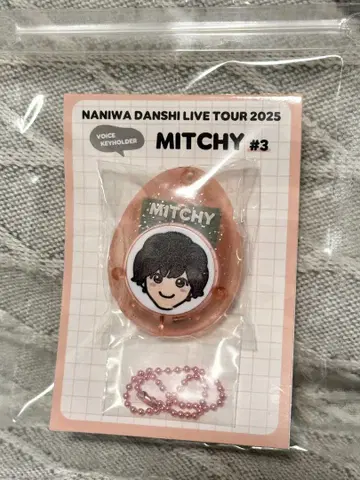 NANIWA DANSHI LIVE TOUR 2025
VOICE
KEYHOLDER
MITCHY #3
MITCHY